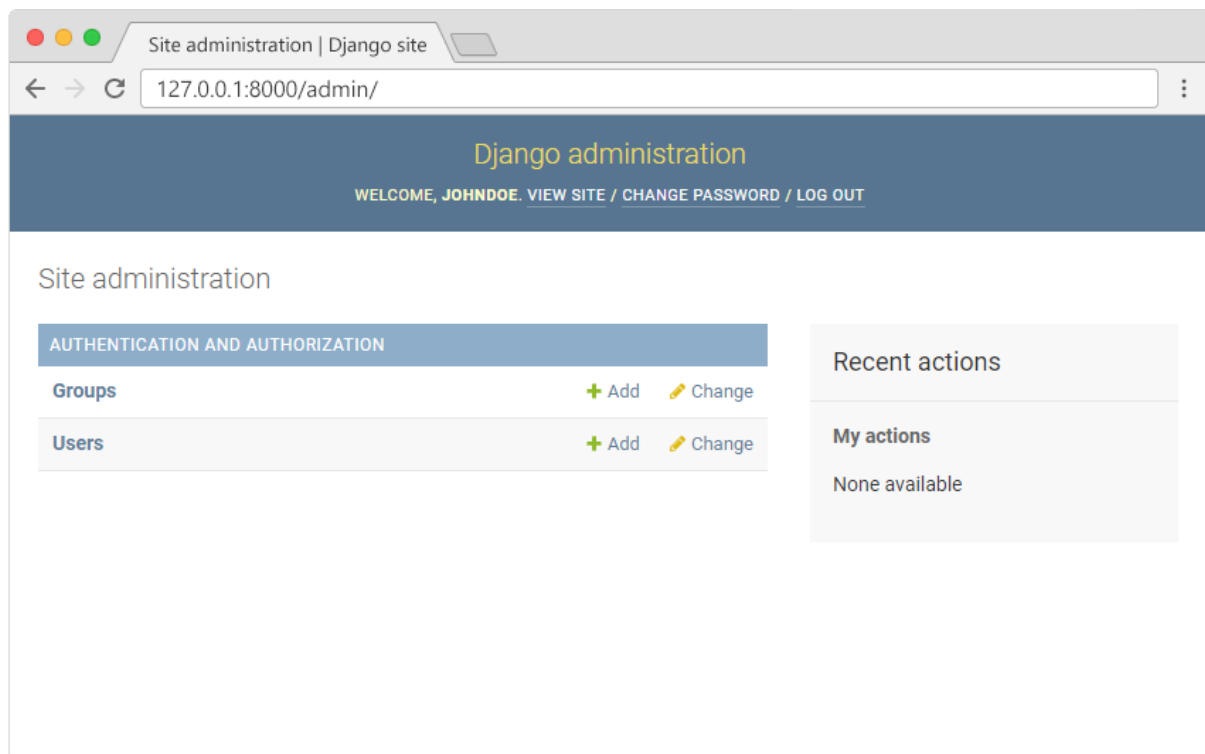 Site administration | Django site
127.0.0.1:8000/admin/
Django administration
WELCOME, JOHNDOE. VIEW SITE / CHANGE PASSWORD / LOG OUT
Site administration
AUTHENTICATION AND AUTHORIZATION
Groups Add Change
Users Add Change
Recent actions
My actions
None available